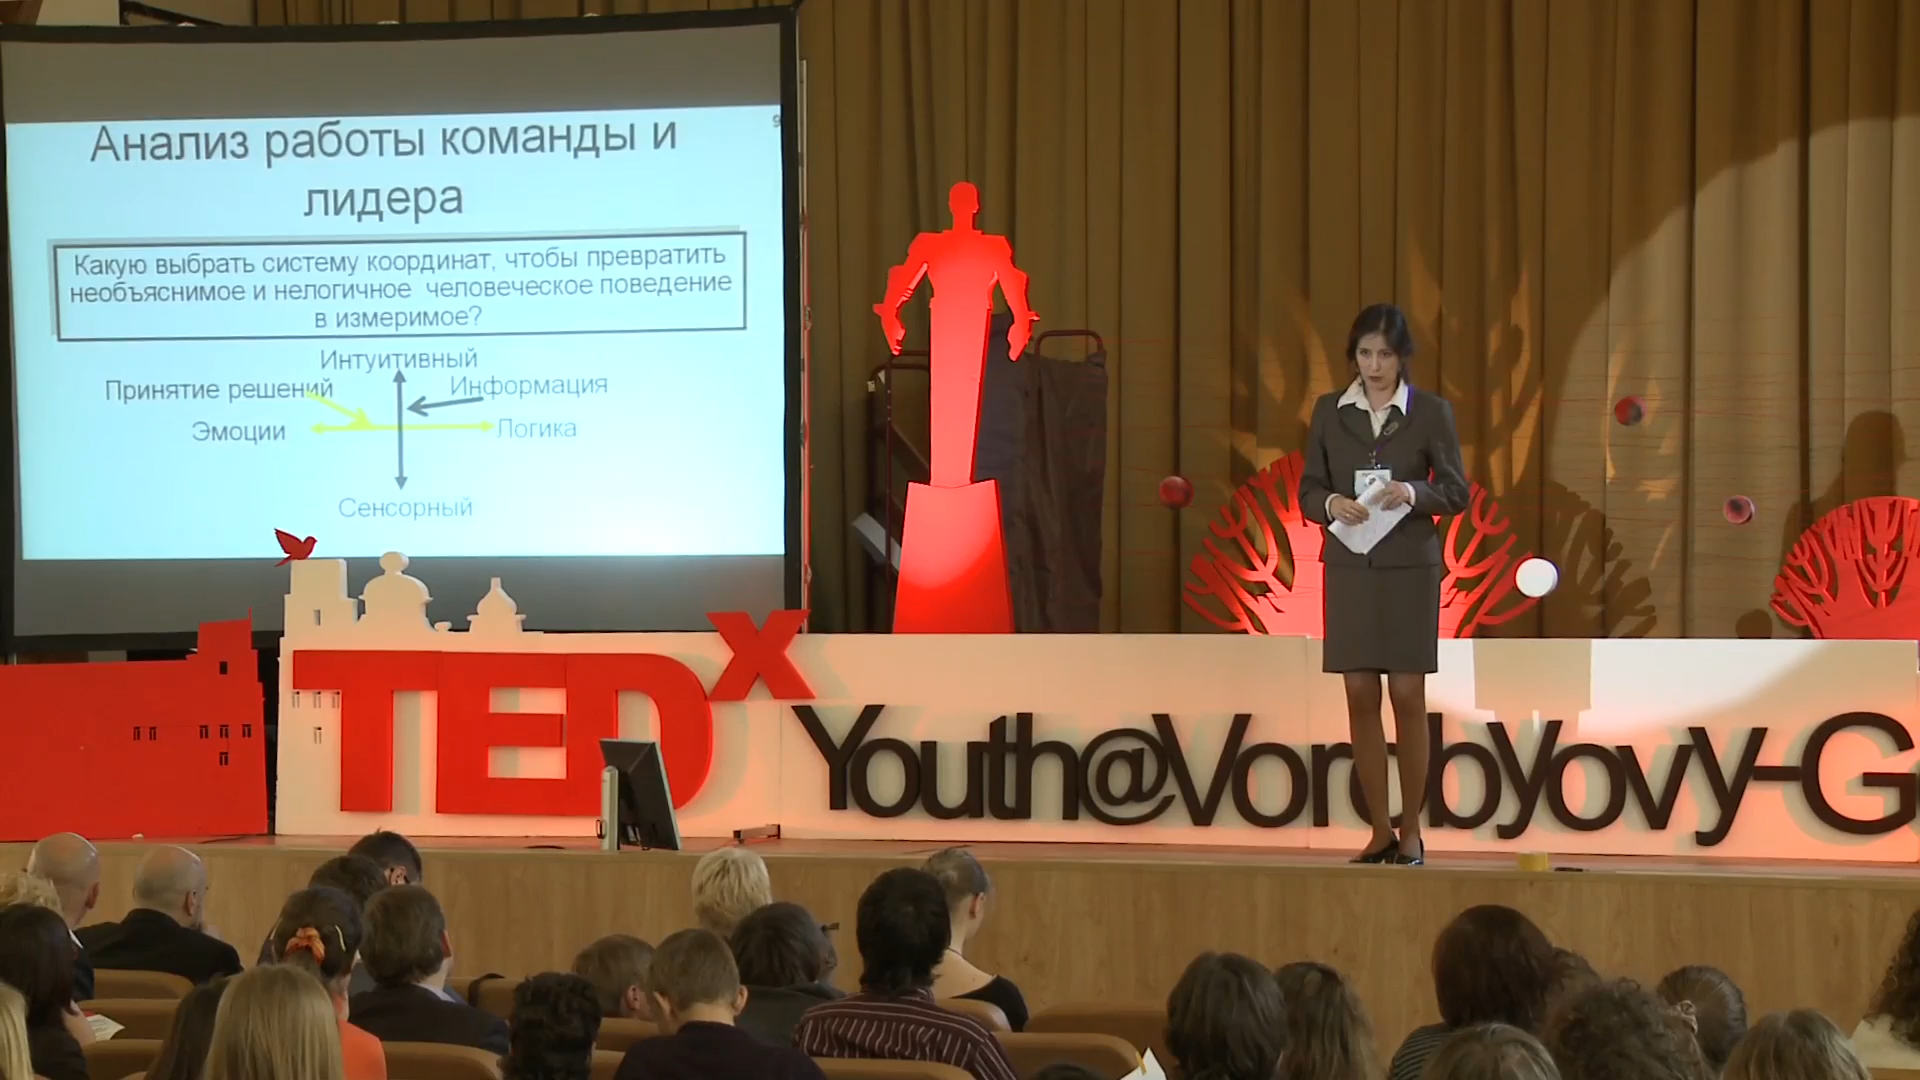 9
Анализ работы команды и
лидера
Какую выбрать систему координат, чтобы превратить
необъяснимое и нелогичное человеческое поведение
в измеримое?
Интуитивный
Принятие решений
Информация
Эмоции
Логика
Сенсорный
TEDx
Youth@Vorobyovy-G